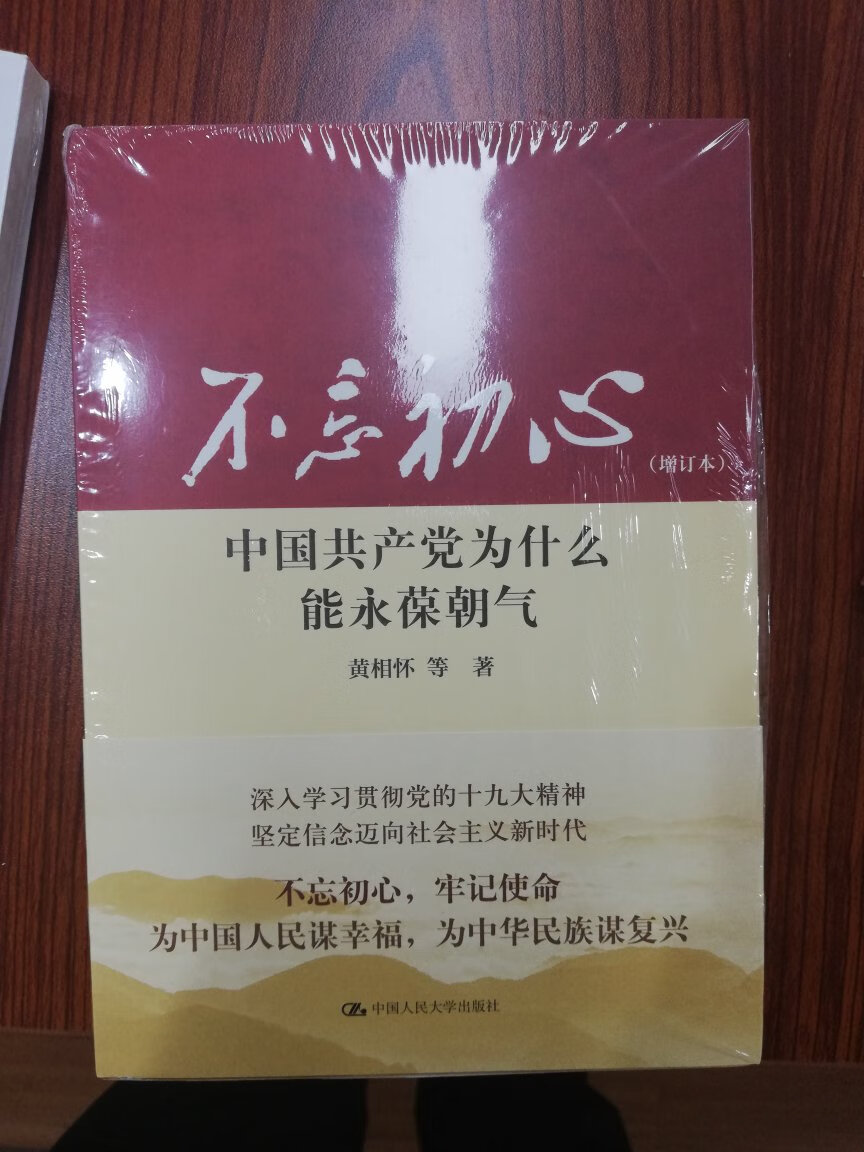 不忘初心
（增订本）
中国共产党为什么
能永葆朝气
黄相怀 等 著
深入学习贯彻党的十九大精神
坚定信念迈向社会主义新时代
不忘初心，牢记使命
为中国人民谋幸福，为中华民族谋复兴
中国人民大学出版社